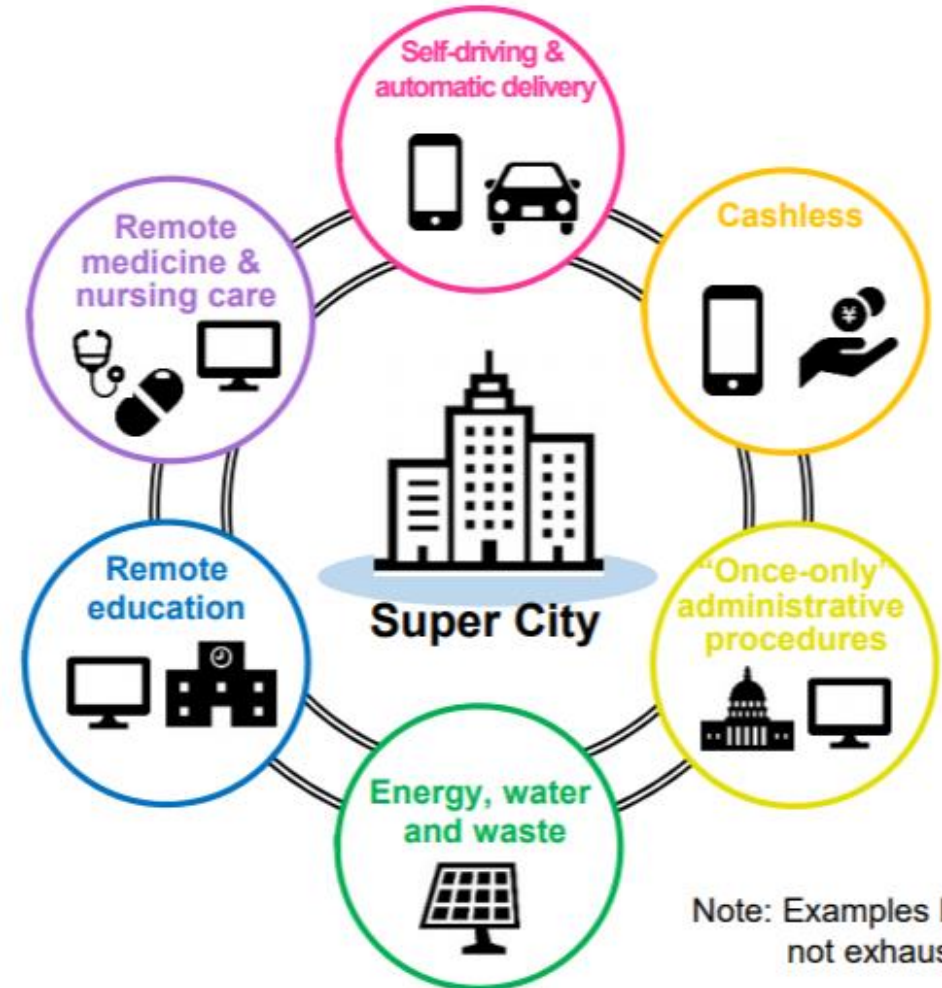 Self-driving &
automatic delivery
Cashless
¥
Remote
medicine &
nursing care
Super City
"Once-only"
administrative
procedures
Remote
education
Energy, water
and waste
Note: Examples
not